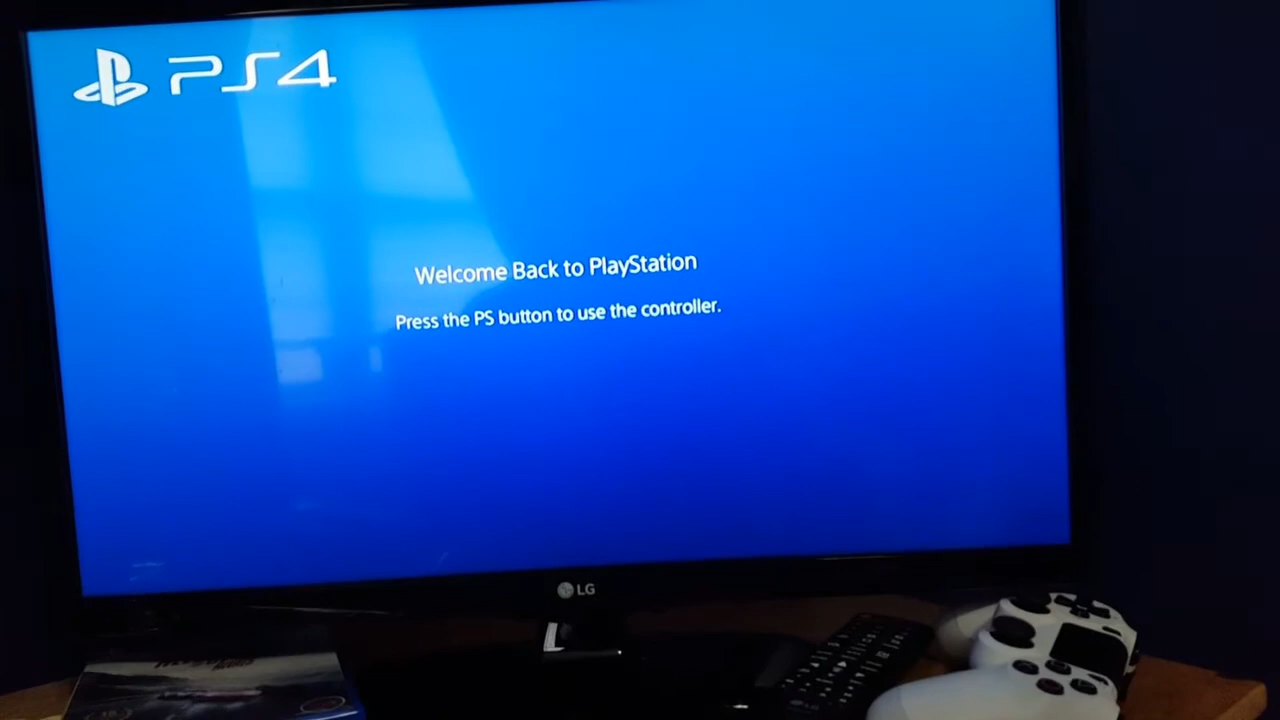 PS4
Welcome Back to PlayStation
Press the PS button to use the controller.
LG